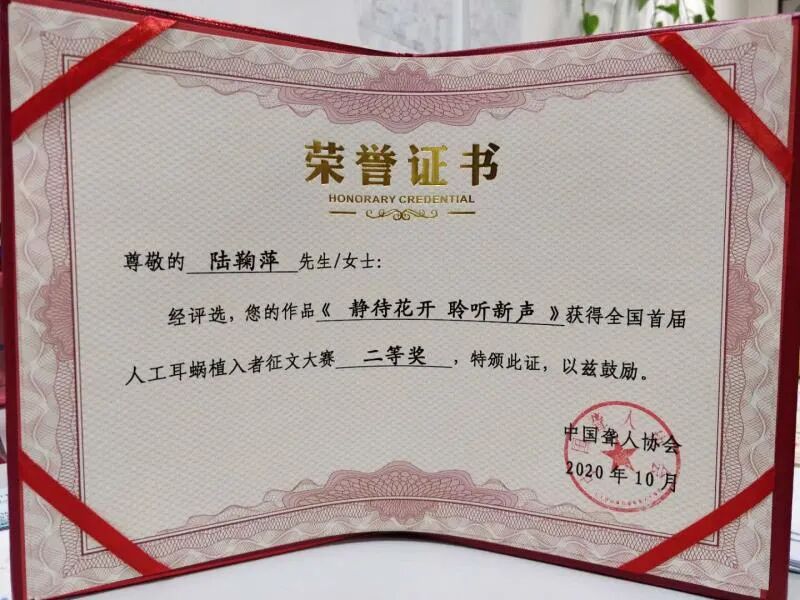 荣誉证书
HONORARY CREDENTIAL
尊敬的 陆鞠萍 先生/女士:
经评选，您的作品《 静待花开 聆听新声 》获得全国首届
人工耳蜗植入者征文大赛 二等奖 ，特颁此证，以兹鼓励。
中国聋人协会
2020年10月